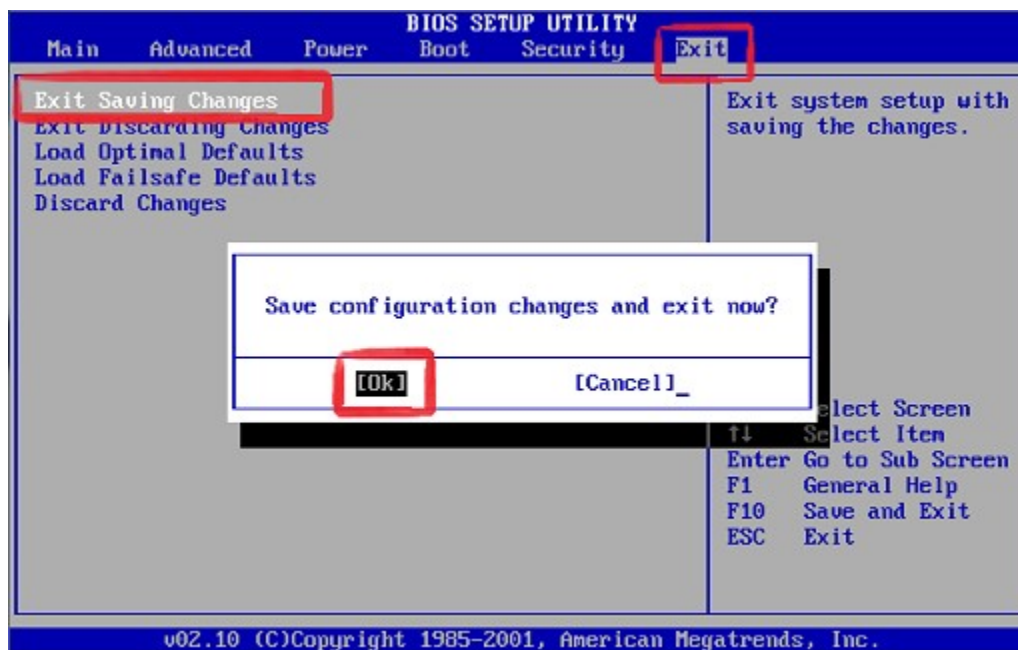 BIOS SETUP UTILITY
Main Advanced Power Boot Security Exit
Exit Saving Changes
Exit Discarding Changes
Load Optimal Defaults
Load Failsafe Defaults
Discard Changes
Exit system setup with
saving the changes.
Save configuration changes and exit now?
[Ok] [Cancel]_
elect Screen
↑↓ Select Item
Enter Go to Sub Screen
F1 General Help
F10 Save and Exit
ESC Exit
v02.10 (C)Copyright 1985-2001, American Megatrends, Inc.